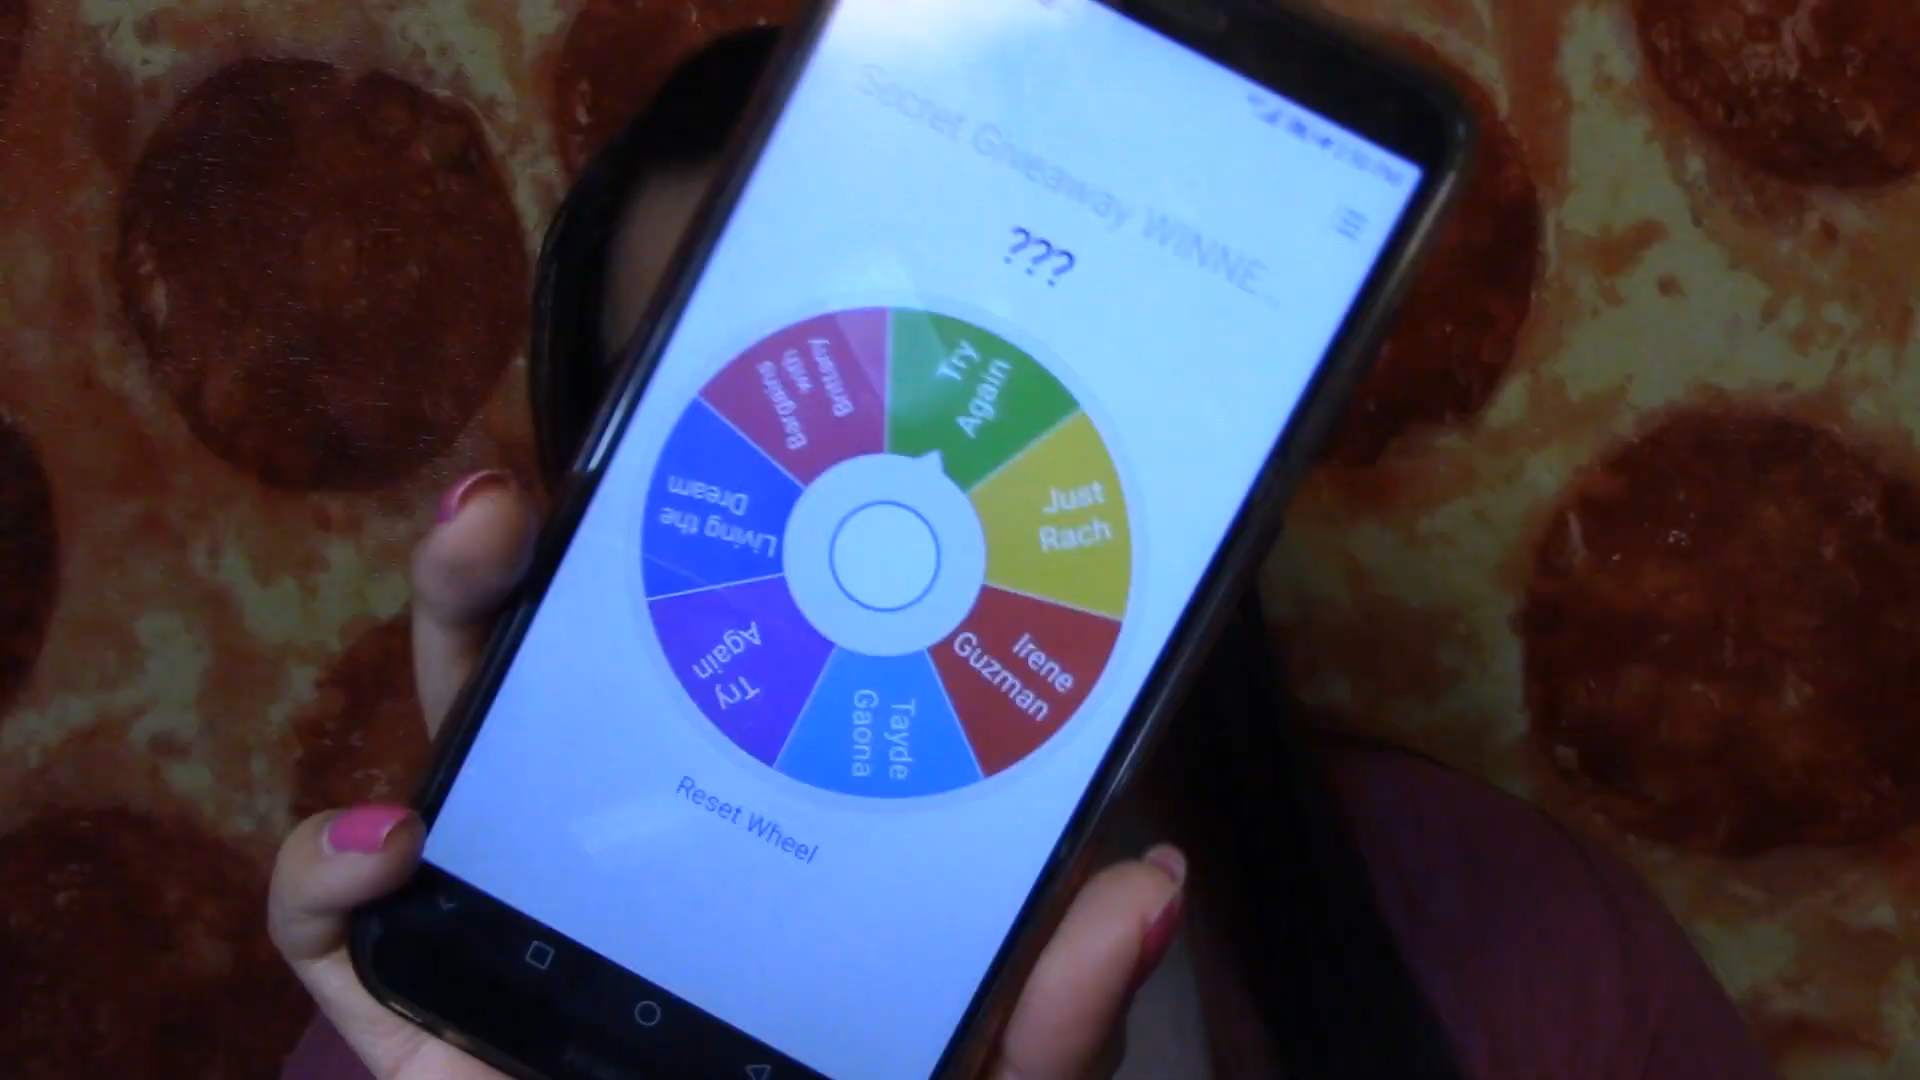 Secret Giveaway WINNE...
???
Try
Again
Just
Rach
Irene
Guzman
Tayde
Gaona
Try
Again
Living the
Dream
Bargains
with
Brittany
Reset Wheel